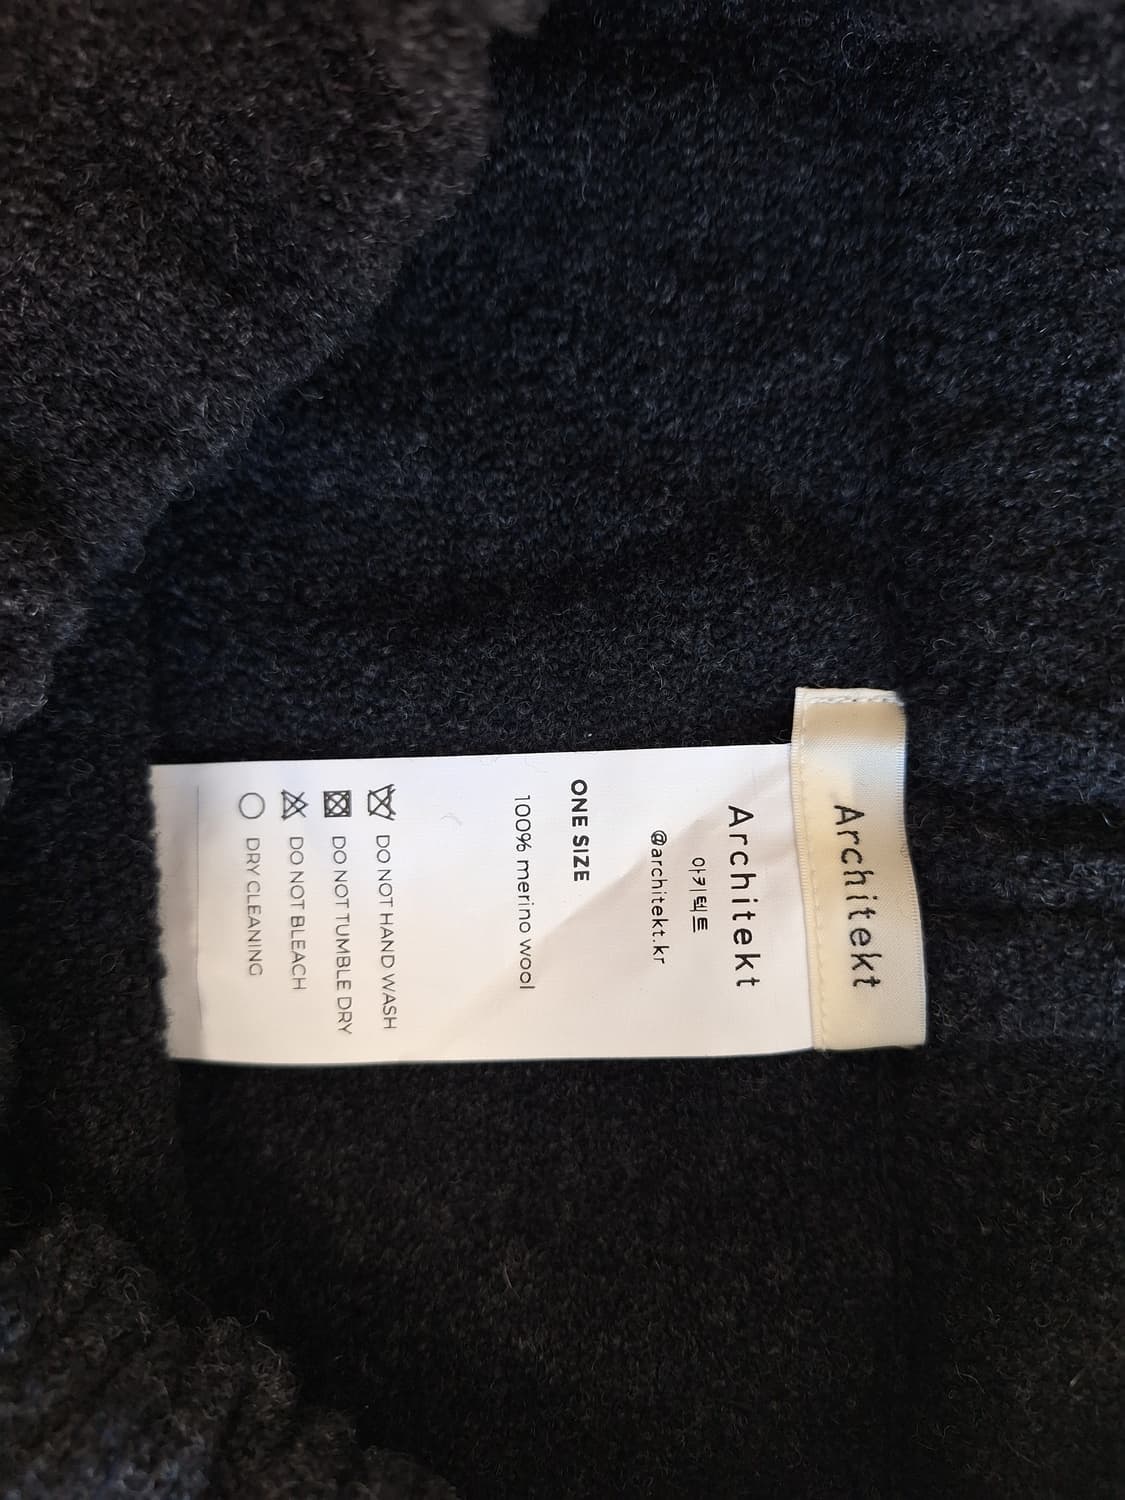 Architekt
Architekt
아키텍트
@architekt.kr
ONE SIZE
100% merino wool
DO NOT HAND WASH
DO NOT TUMBLE DRY
DO NOT BLEACH
DRY CLEANING